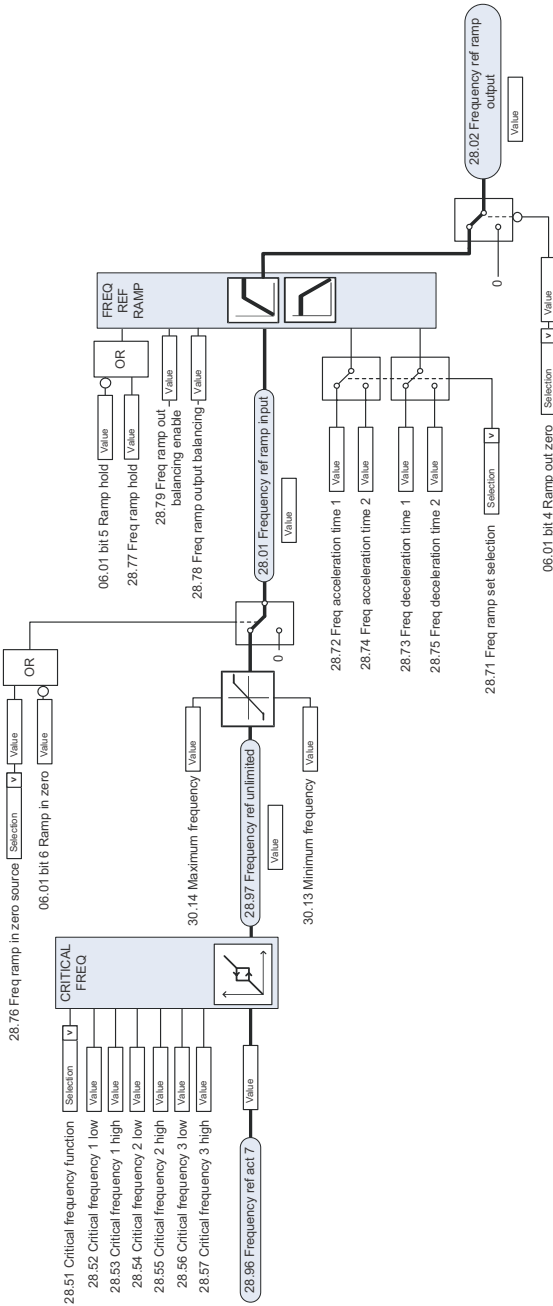 28.76 Freq ramp in zero source
Selection
v
Value
OR
06.01 bit 6 Ramp in zero
Value
CRITICAL
FREQ
28.51 Critical frequency function
Selection
v
28.52 Critical frequency 1 low
Value
28.53 Critical frequency 1 high
Value
28.54 Critical frequency 2 low
Value
28.55 Critical frequency 2 high
Value
28.56 Critical frequency 3 low
Value
28.57 Critical frequency 3 high
Value
28.96 Frequency ref act 7
Value
30.14 Maximum frequency
Value
28.97 Frequency ref unlimited
Value
30.13 Minimum frequency
Value
0
FREQ
REF
RAMP
06.01 bit 5 Ramp hold
Value
OR
28.77 Freq ramp hold
Value
28.79 Freq ramp out
balancing enable
Value
28.78 Freq ramp output balancing
Value
28.01 Frequency ref ramp input
Value
28.72 Freq acceleration time 1
Value
28.74 Freq acceleration time 2
Value
28.73 Freq deceleration time 1
Value
28.75 Freq deceleration time 2
Value
28.71 Freq ramp set selection
Selection
v
28.02 Frequency ref ramp
output
Value
0
06.01 bit 4 Ramp out zero
Selection
v
Value